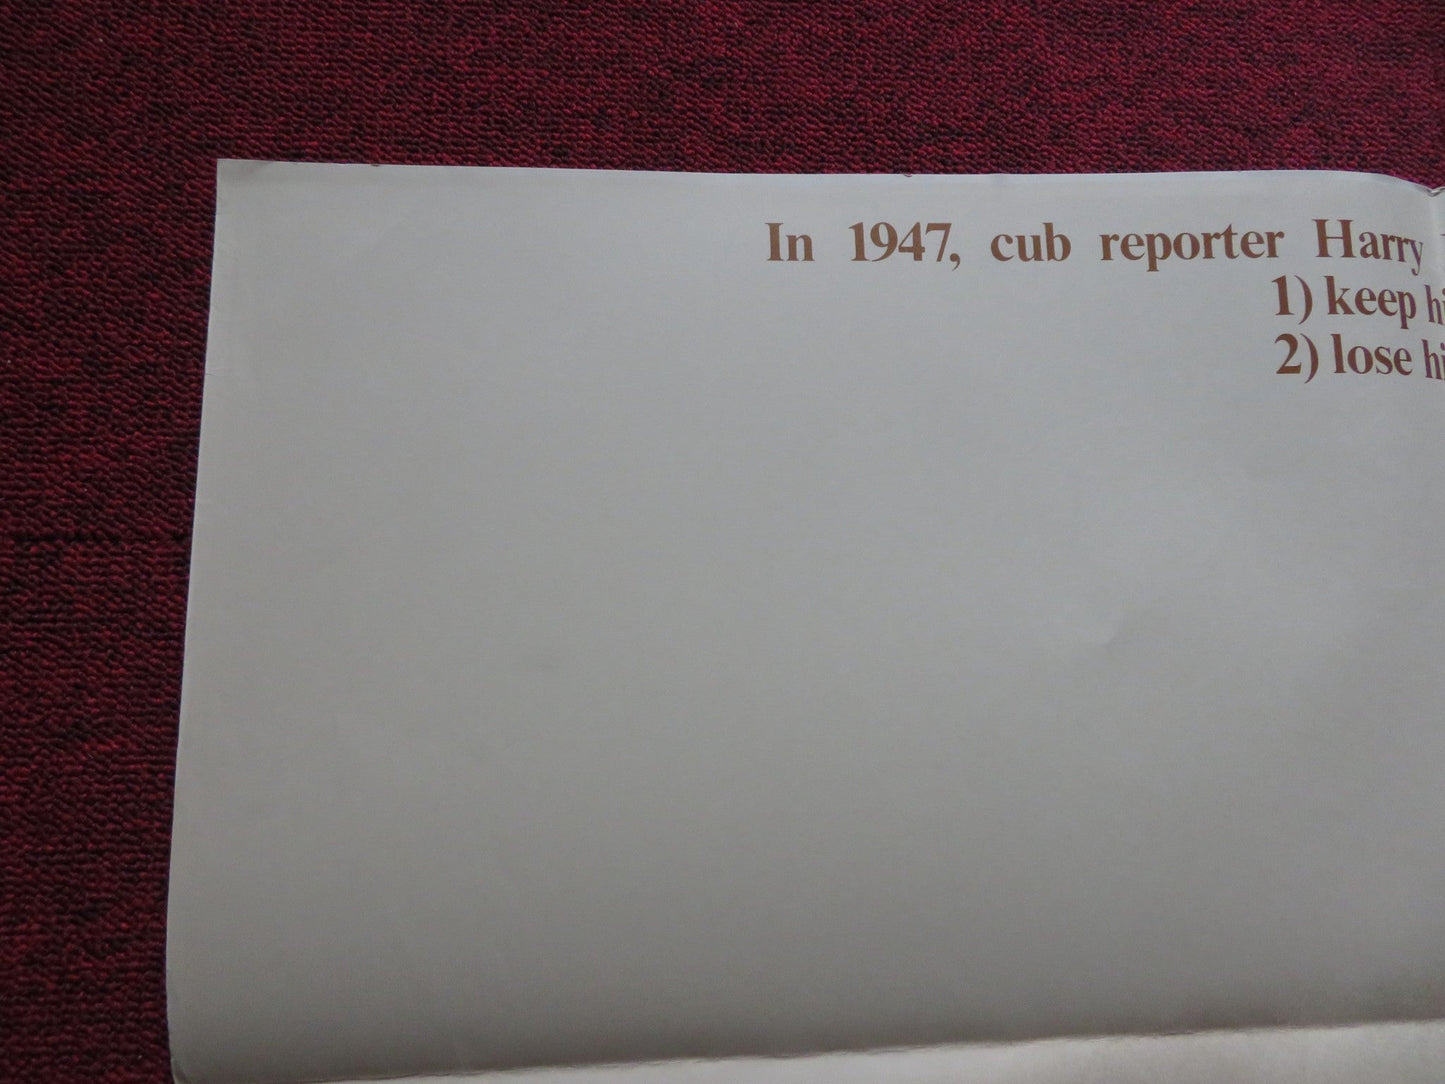 In 1947, cub reporter Harry
1) keep hi
2) lose hi